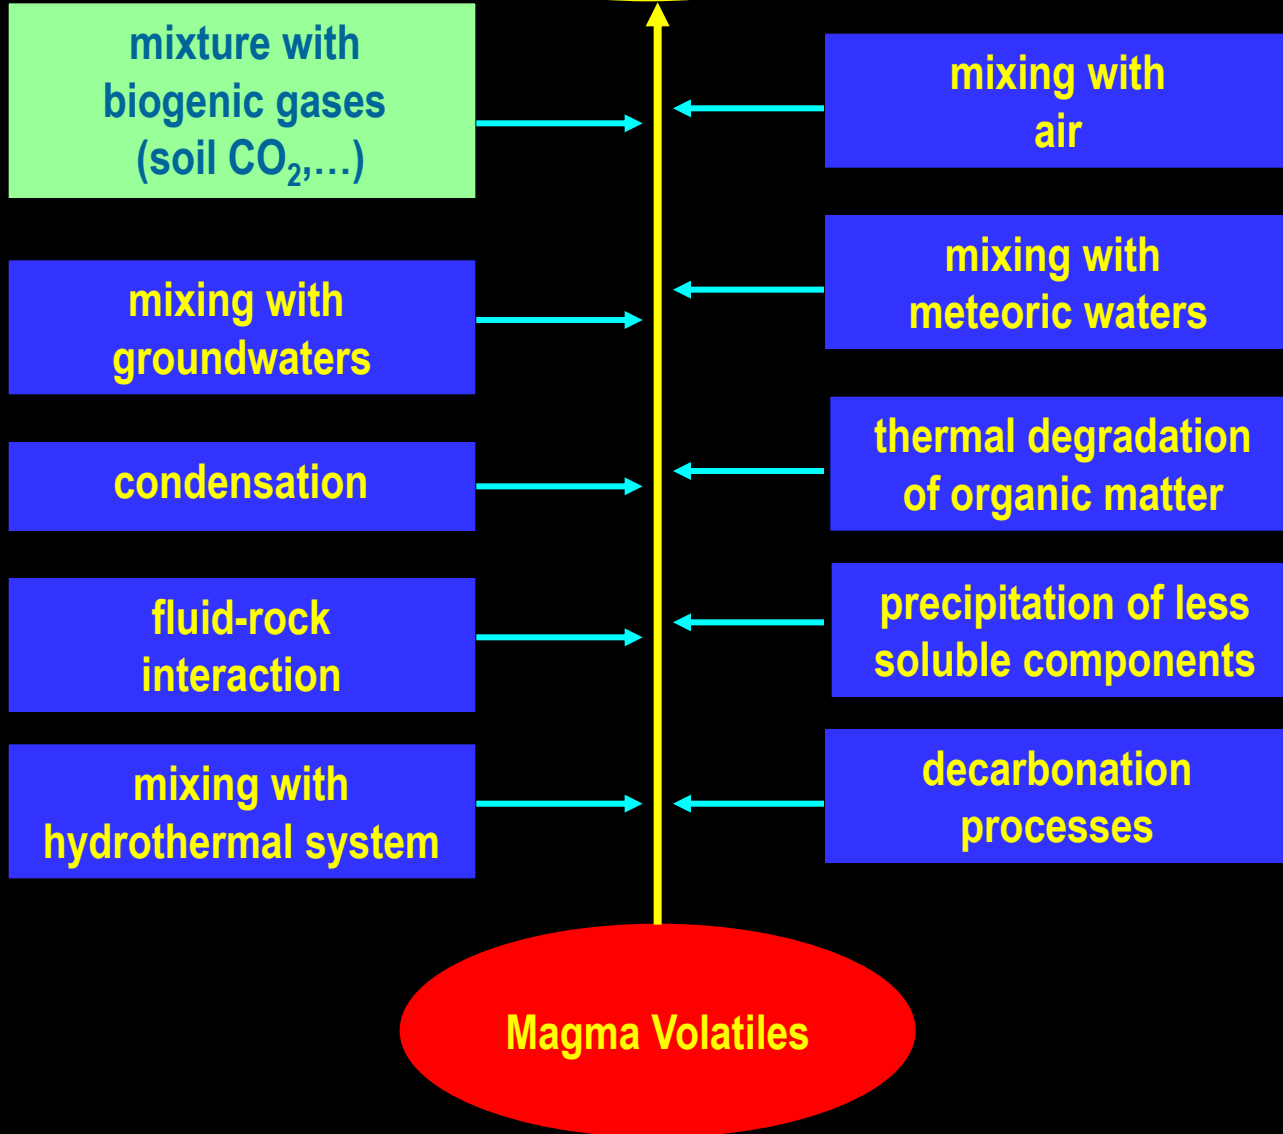 mixture with
biogenic gases
(soil CO₂,…)
mixing with
air
mixing with
groundwaters
mixing with
meteoric waters
condensation
thermal degradation
of organic matter
fluid-rock
interaction
precipitation of less
soluble components
mixing with
hydrothermal system
decarbonation
processes
Magma Volatiles